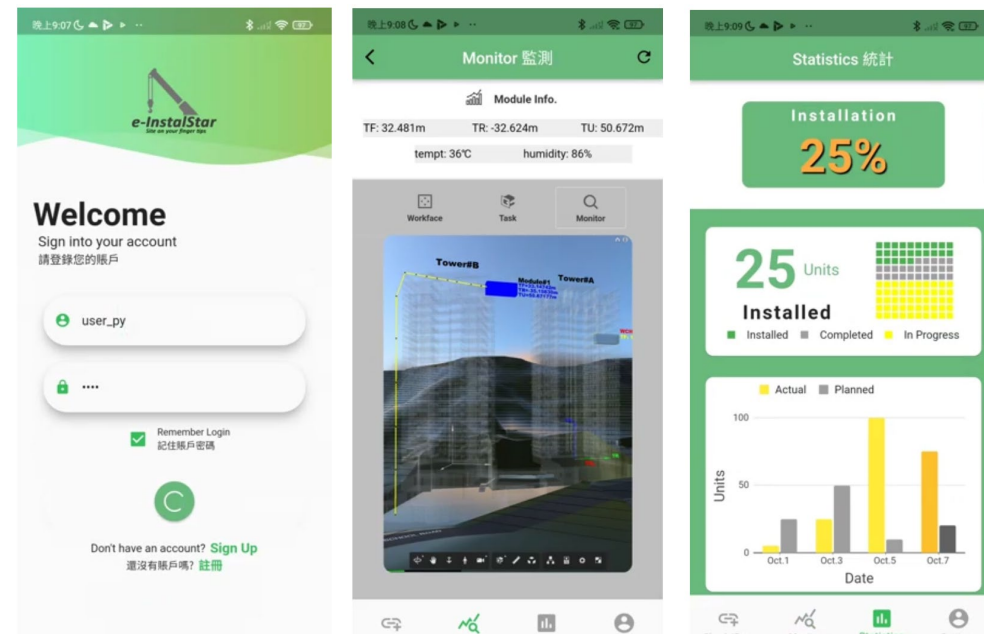 晚上9:07
97
e-InstalStar
Site on your finger tips
Welcome
Sign into your account
請登錄您的賬戶
user_py
••••
Remember Login
記住賬戶密碼
Don't have an account? Sign Up
還沒有賬戶嗎? 註冊
晚上9:08
97
Monitor 監測
Module Info.
TF: 32.481m TR: -32.624m TU: 50.672m
tempt: 36℃ humidity: 86%
Workface Task Monitor
Tower#B
Module#1
Tower#A
晚上9:09
97
Statistics 統計
Installation
25%
25 Units
Installed
Installed Completed In Progress
Actual Planned
100
50
0
Units
Oct.1 Oct.3 Oct.5 Oct.7
Date